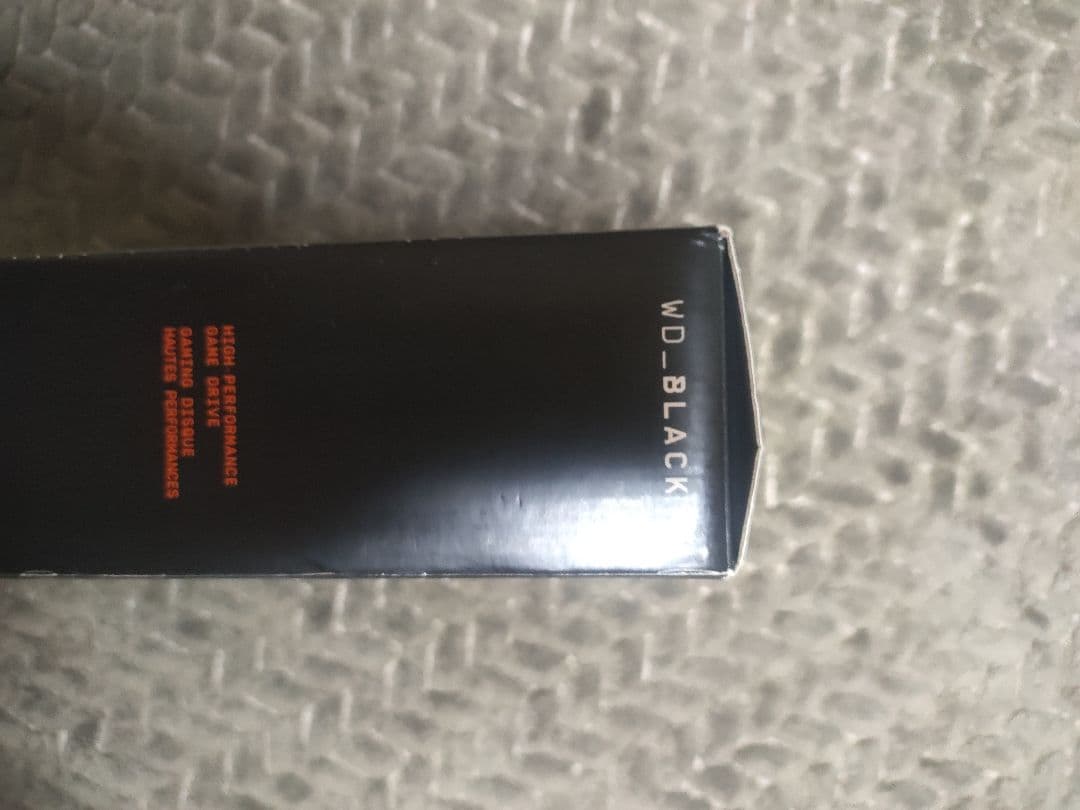 WD_BLACK
HIGH-PERFORMANCE
GAME DRIVE
GAMING DISQUE
HAUTES PERFORMANCES